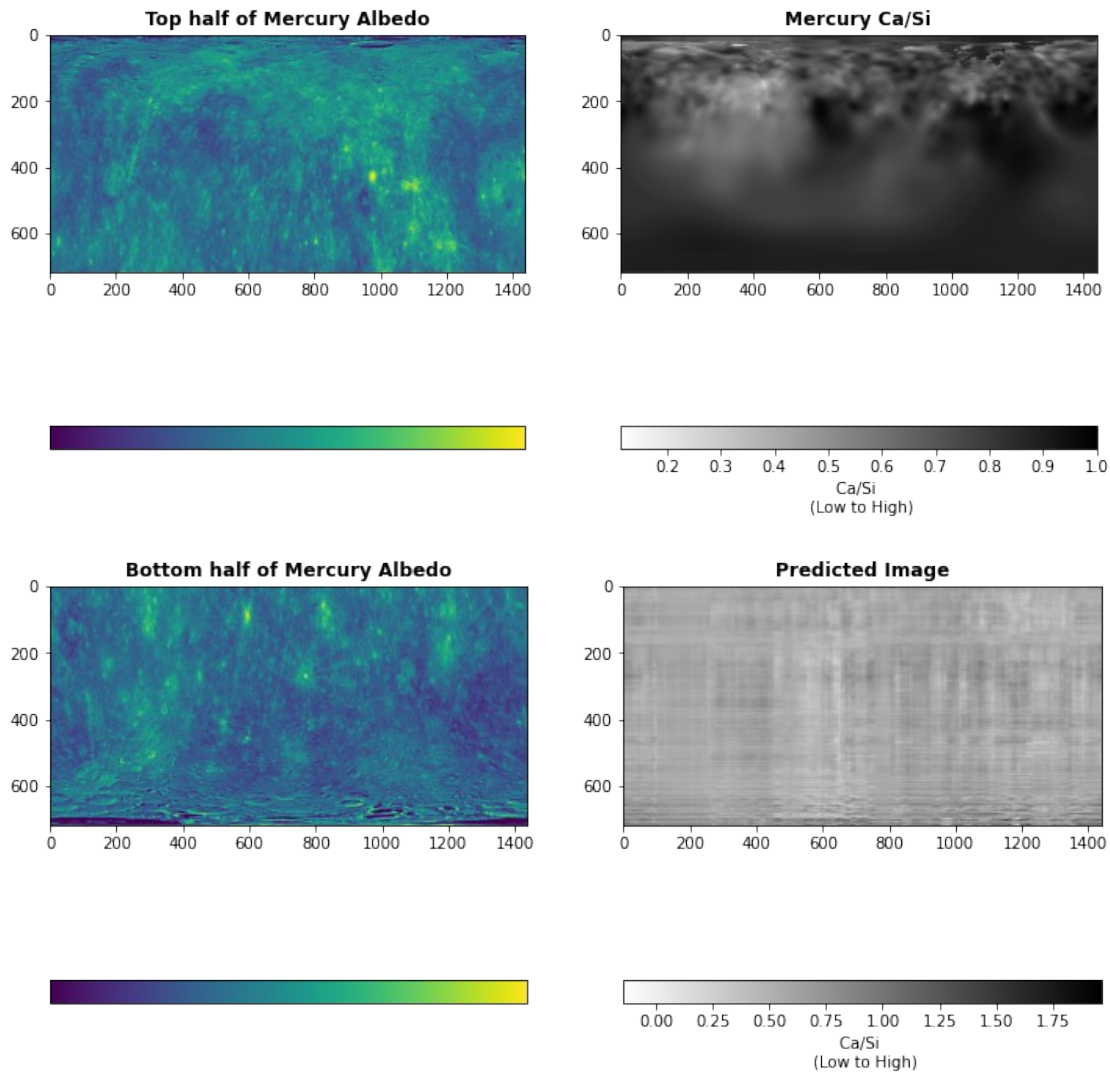 Top half of Mercury Albedo
0
200
400
600
0 200 400 600 800 1000 1200 1400
Mercury Ca/Si
0
200
400
600
0 200 400 600 800 1000 1200 1400
0.2 0.3 0.4 0.5 0.6 0.7 0.8 0.9 1.0
Ca/Si
(Low to High)
Bottom half of Mercury Albedo
0
200
400
600
0 200 400 600 800 1000 1200 1400
Predicted Image
0
200
400
600
0 200 400 600 800 1000 1200 1400
0.00 0.25 0.50 0.75 1.00 1.25 1.50 1.75
Ca/Si
(Low to High)